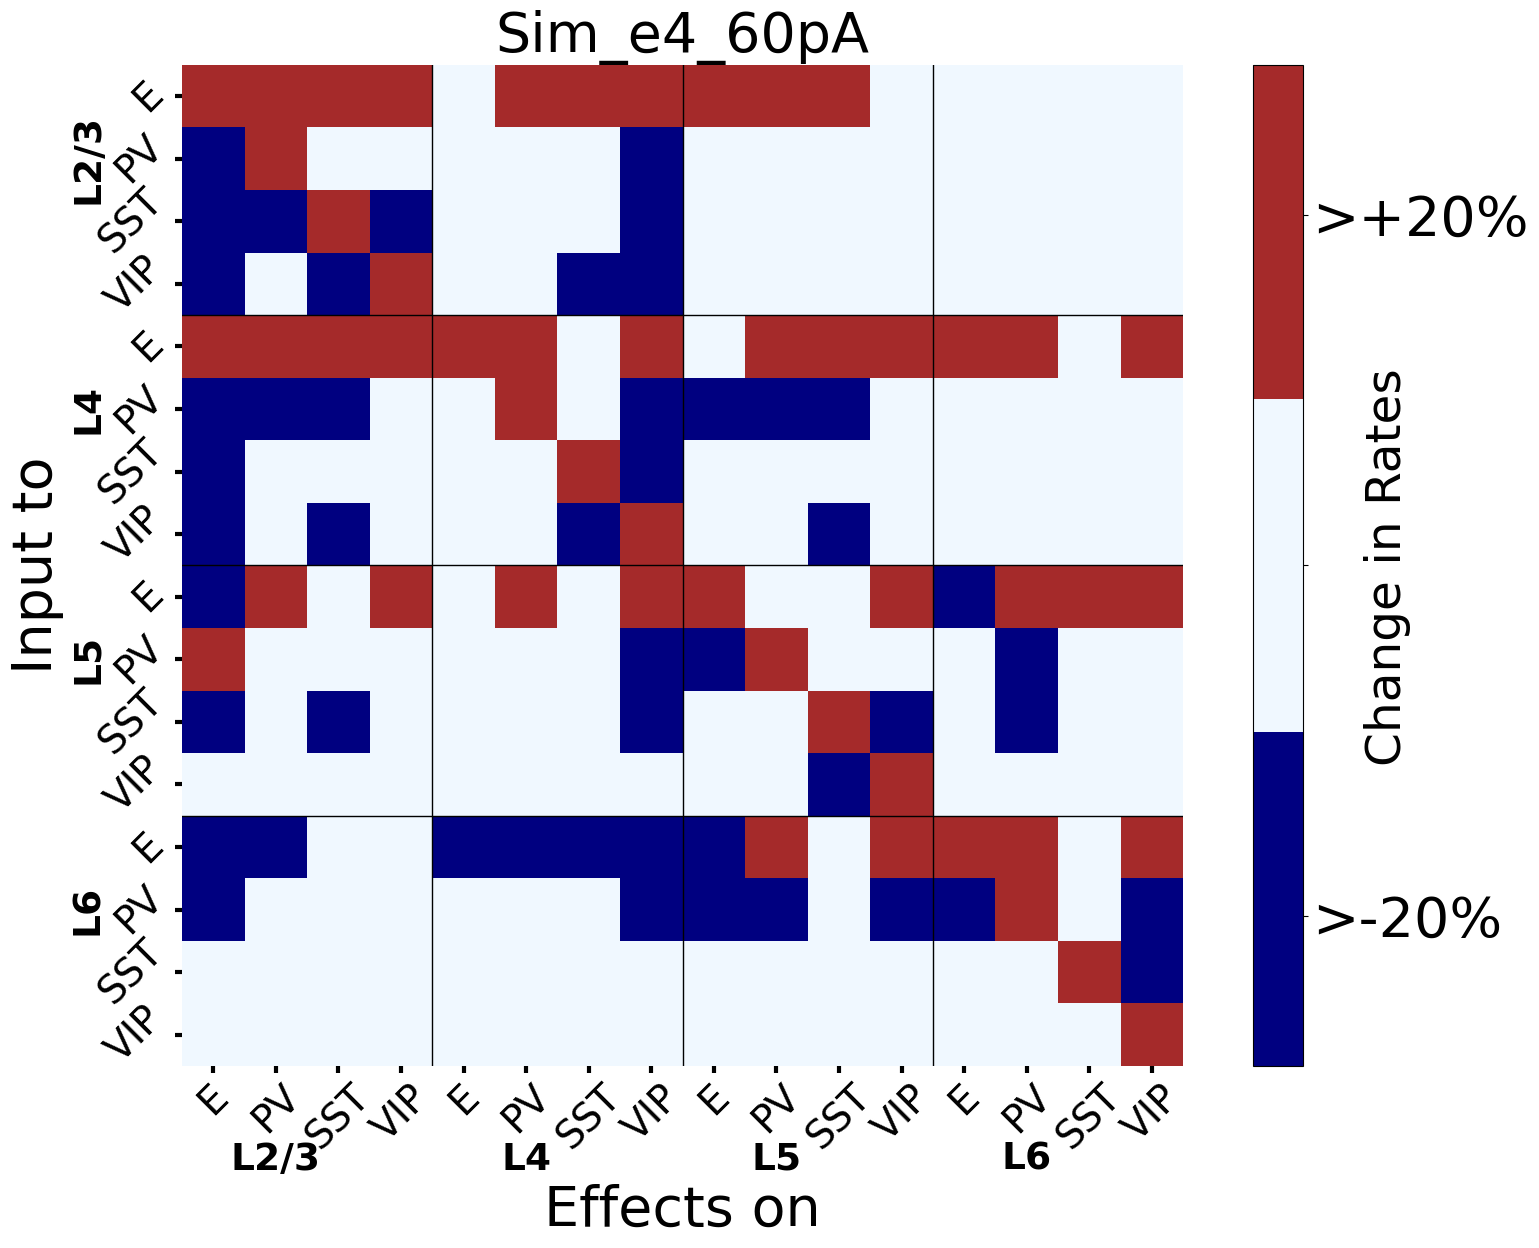 Sim_e4_60pA
Input to
L2/3
E
PV
SST
VIP
L4
E
PV
SST
VIP
L5
E
PV
SST
VIP
L6
E
PV
SST
VIP
E PV SST VIP E PV SST VIP E PV SST VIP E PV SST VIP
L2/3 L4 L5 L6
Effects on
>+20%
>-20%
Change in Rates